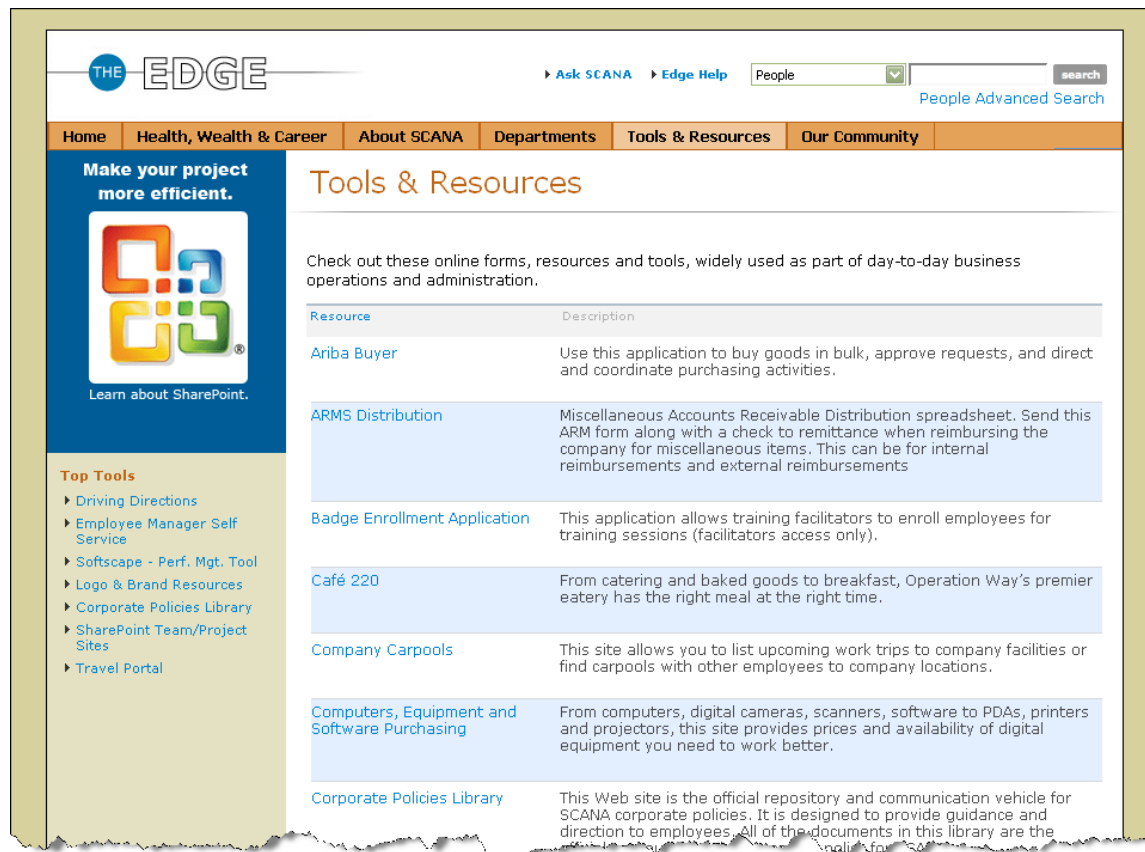 THE EDGE
Ask SCANA Edge Help People search
People Advanced Search
Home Health, Wealth & Career About SCANA Departments Tools & Resources Our Community
Make your project
more efficient.
®
Learn about SharePoint.
Top Tools
Driving Directions
Employee Manager Self
Service
Softscape - Perf. Mgt. Tool
Logo & Brand Resources
Corporate Policies Library
SharePoint Team/Project
Sites
Travel Portal
Tools & Resources
Check out these online forms, resources and tools, widely used as part of day-to-day business
operations and administration.
Resource Description
Ariba Buyer Use this application to buy goods in bulk, approve requests, and direct
and coordinate purchasing activities.
ARMS Distribution Miscellaneous Accounts Receivable Distribution spreadsheet. Send this
ARM form along with a check to remittance when reimbursing the
company for miscellaneous items. This can be for internal
reimbursements and external reimbursements
Badge Enrollment Application This application allows training facilitators to enroll employees for
training sessions (facilitators access only).
Café 220 From catering and baked goods to breakfast, Operation Way's premier
eatery has the right meal at the right time.
Company Carpools This site allows you to list upcoming work trips to company facilities or
find carpools with other employees to company locations.
Computers, Equipment and From computers, digital cameras, scanners, software to PDAs, printers
Software Purchasing and projectors, this site provides prices and availability of digital
equipment you need to work better.
Corporate Policies Library This Web site is the official repository and communication vehicle for
SCANA corporate policies. It is designed to provide guidance and
direction to employees. All of the documents in this library are the